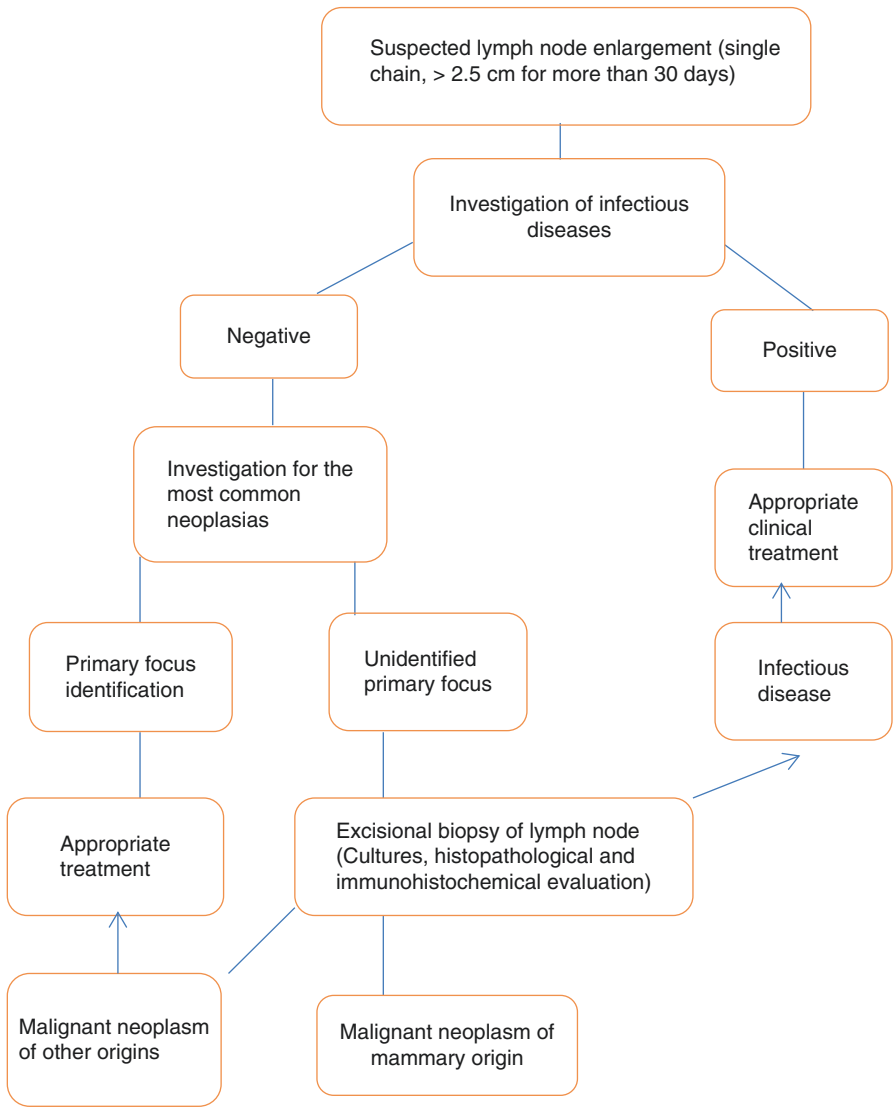 Suspected lymph node enlargement (single
chain, > 2.5 cm for more than 30 days)
Investigation of infectious
diseases
Negative
Positive
Investigation for the
most common
neoplasias
Appropriate
clinical
treatment
Primary focus
identification
Unidentified
primary focus
Infectious
disease
Appropriate
treatment
Excisional biopsy of lymph node
(Cultures, histopathological and
immunohistochemical evaluation)
Malignant neoplasm
of other origins
Malignant neoplasm of
mammary origin